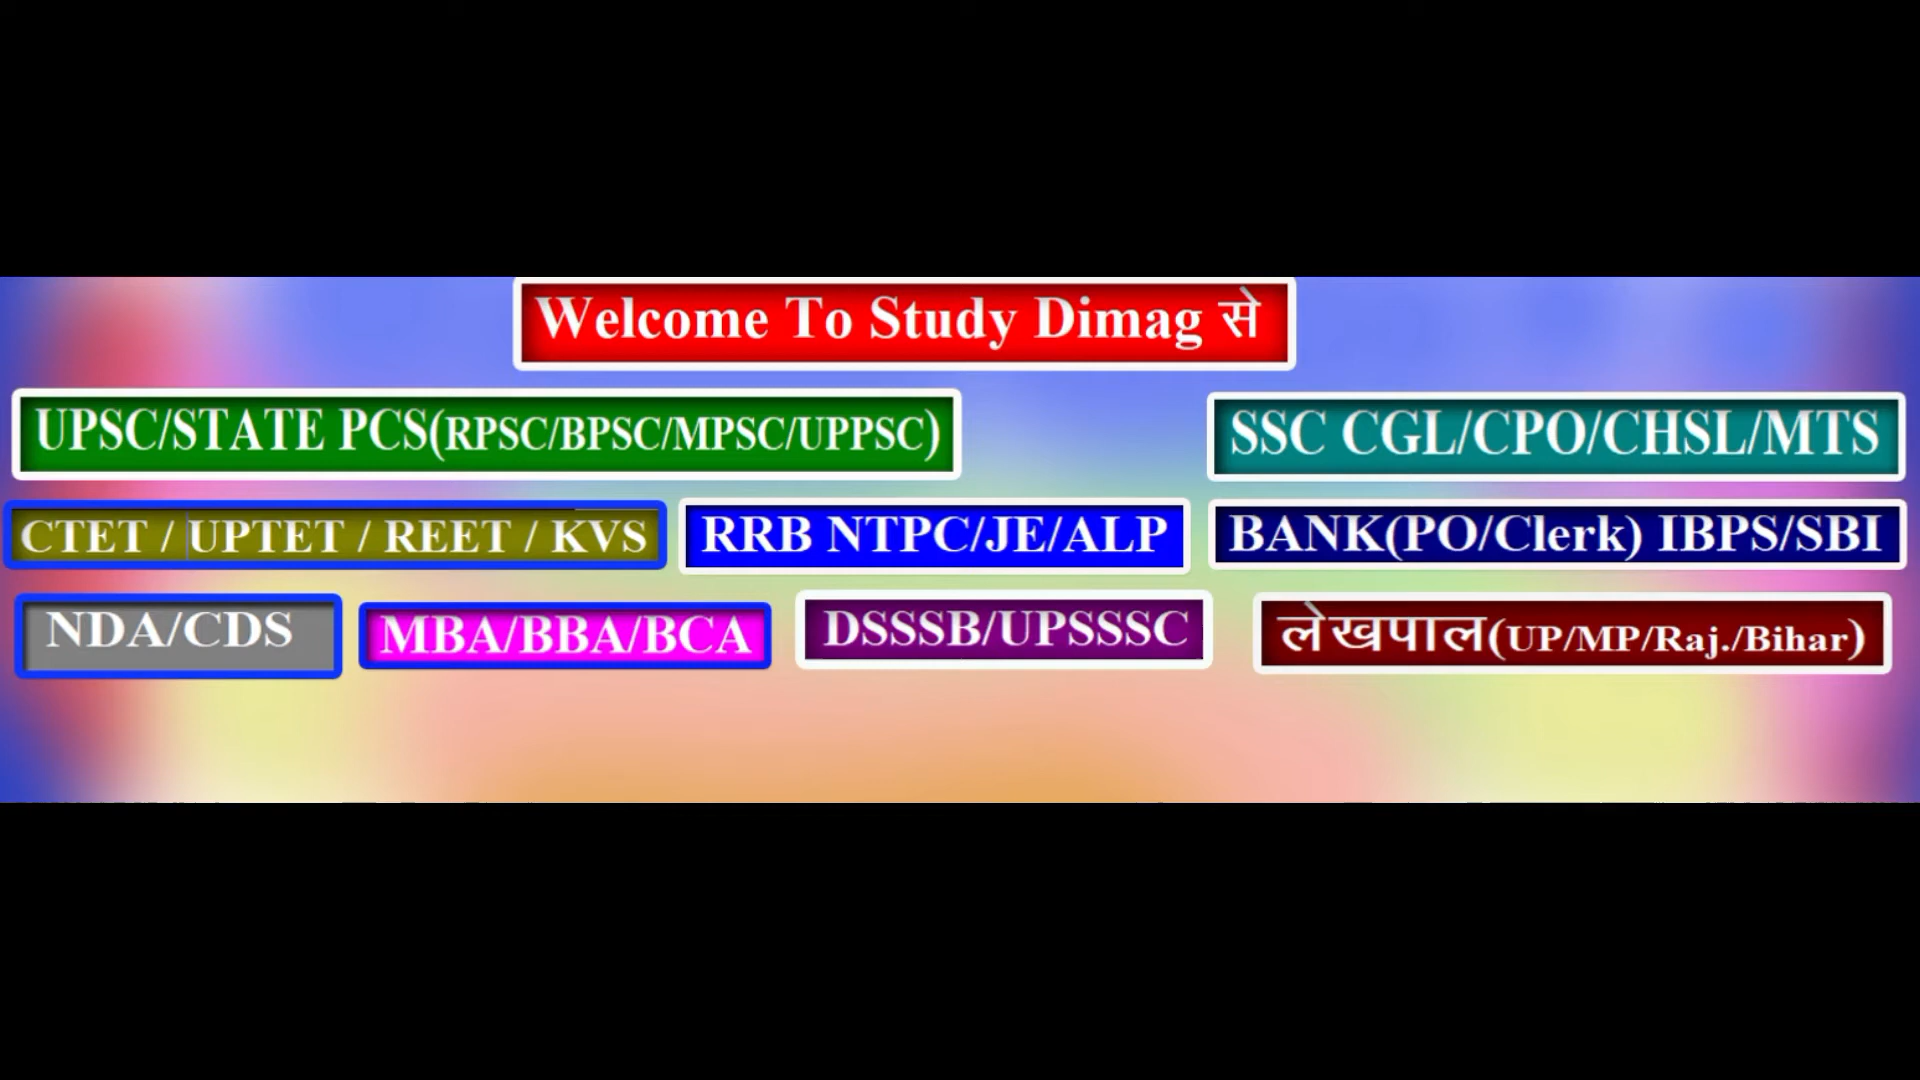 Welcome To Study Dimag से
UPSC/STATE PCS(RPSC/BPSC/MPSC/UPPSC)
SSC CGL/CPO/CHSL/MTS
CTET / UPTET / REET / KVS
RRB NTPC/JE/ALP
BANK(PO/Clerk) IBPS/SBI
NDA/CDS
MBA/BBA/BCA
DSSSB/UPSSSC
लेखपाल(UP/MP/Raj./Bihar)